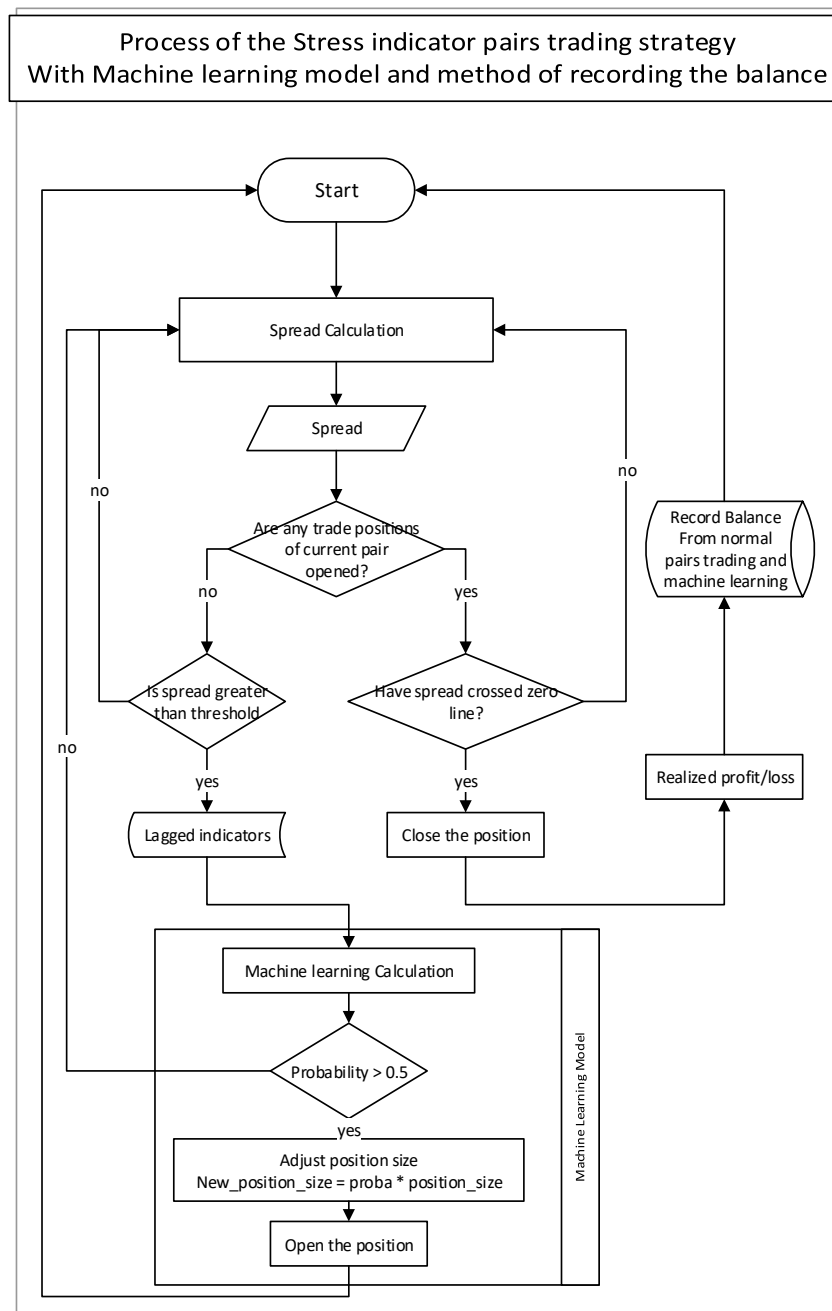 Process of the Stress indicator pairs trading strategy
With Machine learning model and method of recording the balance
Start
Spread Calculation
Spread
no
no
Are any trade positions
of current pair
opened?
Record Balance
From normal
pairs trading and
machine learning
no
yes
Is spread greater
than threshold
Have spread crossed zero
line?
no
yes
yes
Realized profit/loss
Lagged indicators
Close the position
Machine learning Calculation
Machine Learning Model
Probability > 0.5
yes
Adjust position size
New_position_size = proba * position_size
Open the position